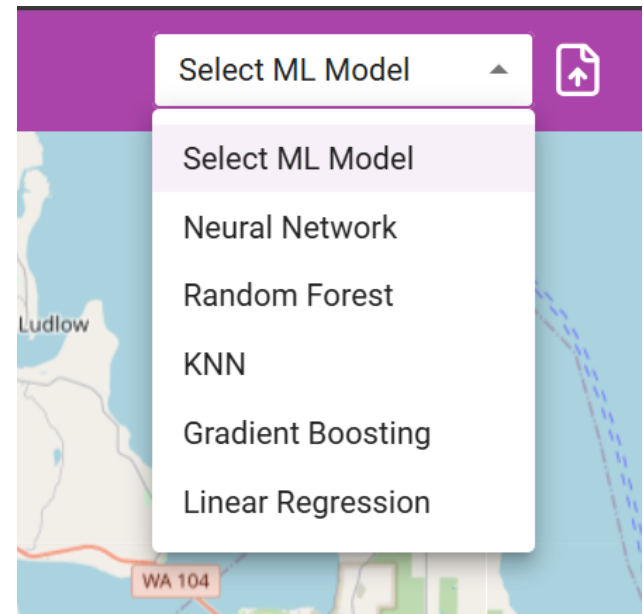 Select ML Model
Select ML Model
Neural Network
Random Forest
Ludlow
KNN
Gradient Boosting
Linear Regression
WA 104